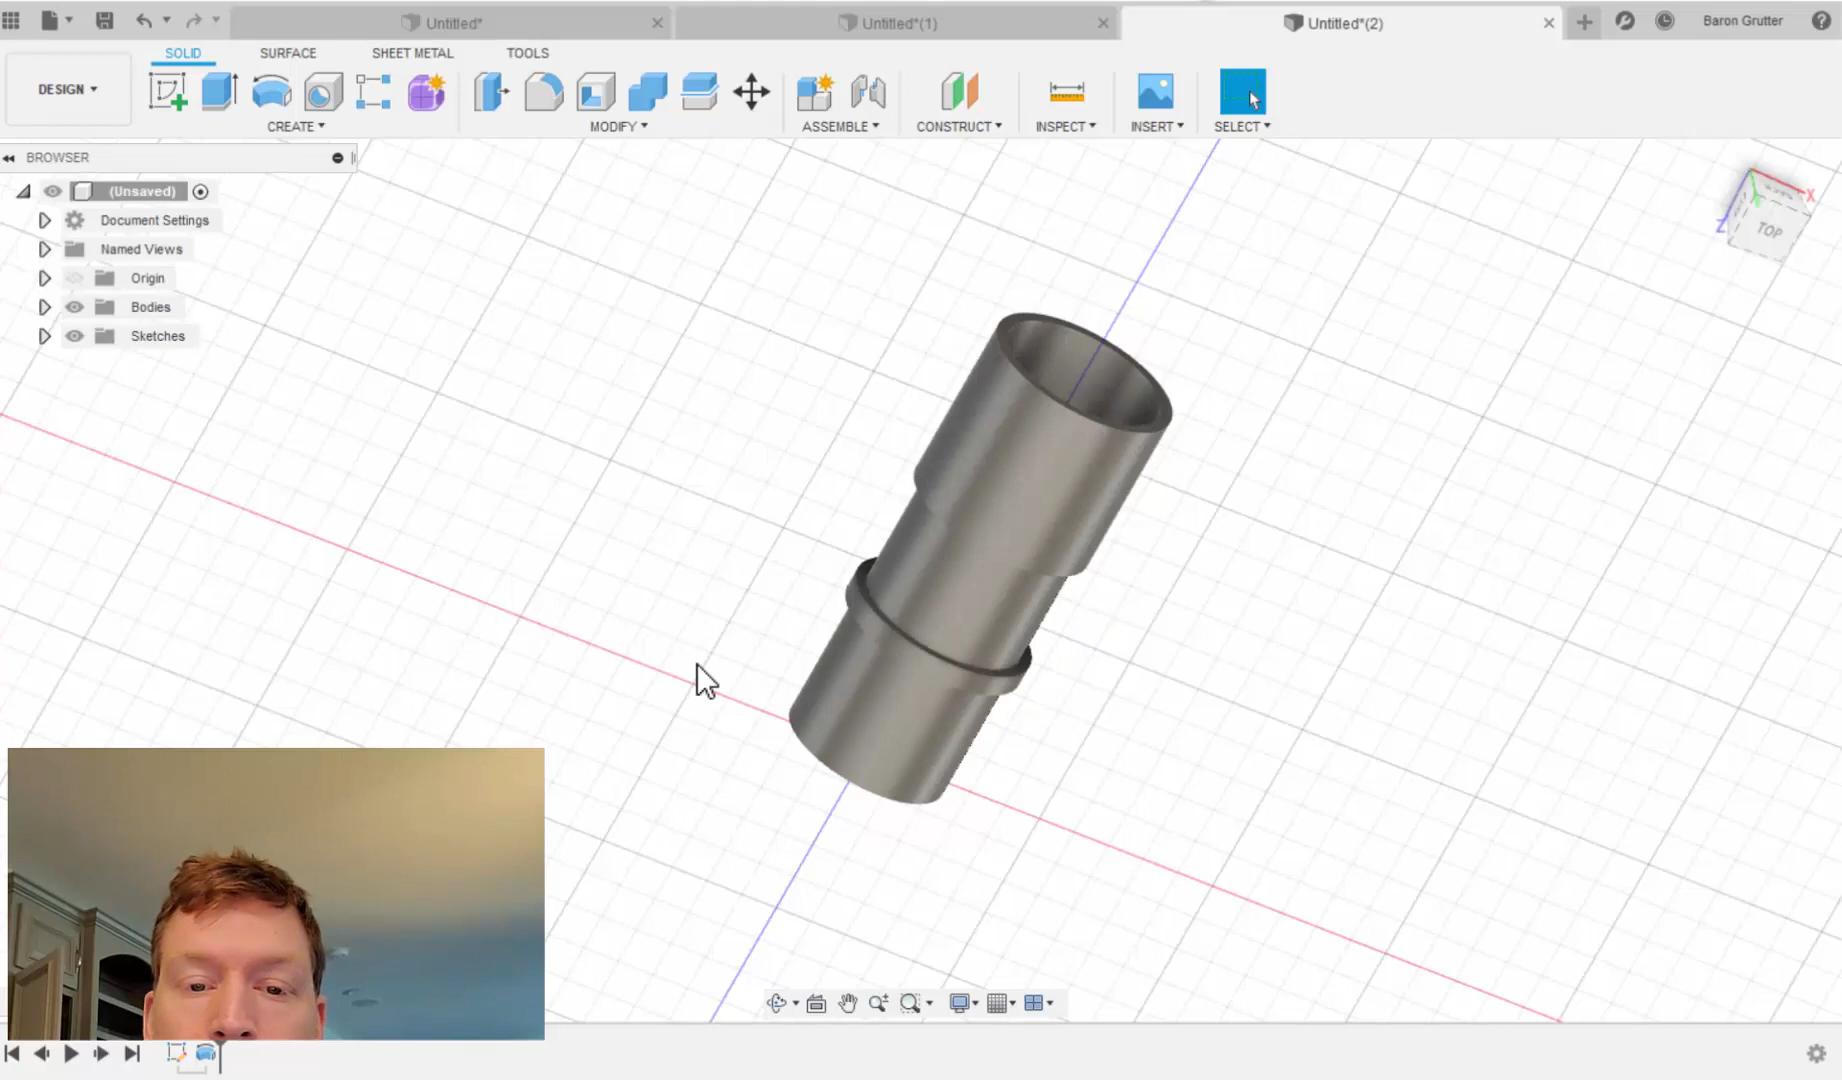 Untitled*
Untitled*(1)
Untitled*(2)
Baron Grutter
SOLID
SURFACE
SHEET METAL
TOOLS
DESIGN
CREATE
MODIFY
ASSEMBLE
CONSTRUCT
INSPECT
INSERT
SELECT
BROWSER
(Unsaved)
Document Settings
Named Views
Origin
Bodies
Sketches
X
Z
TOP